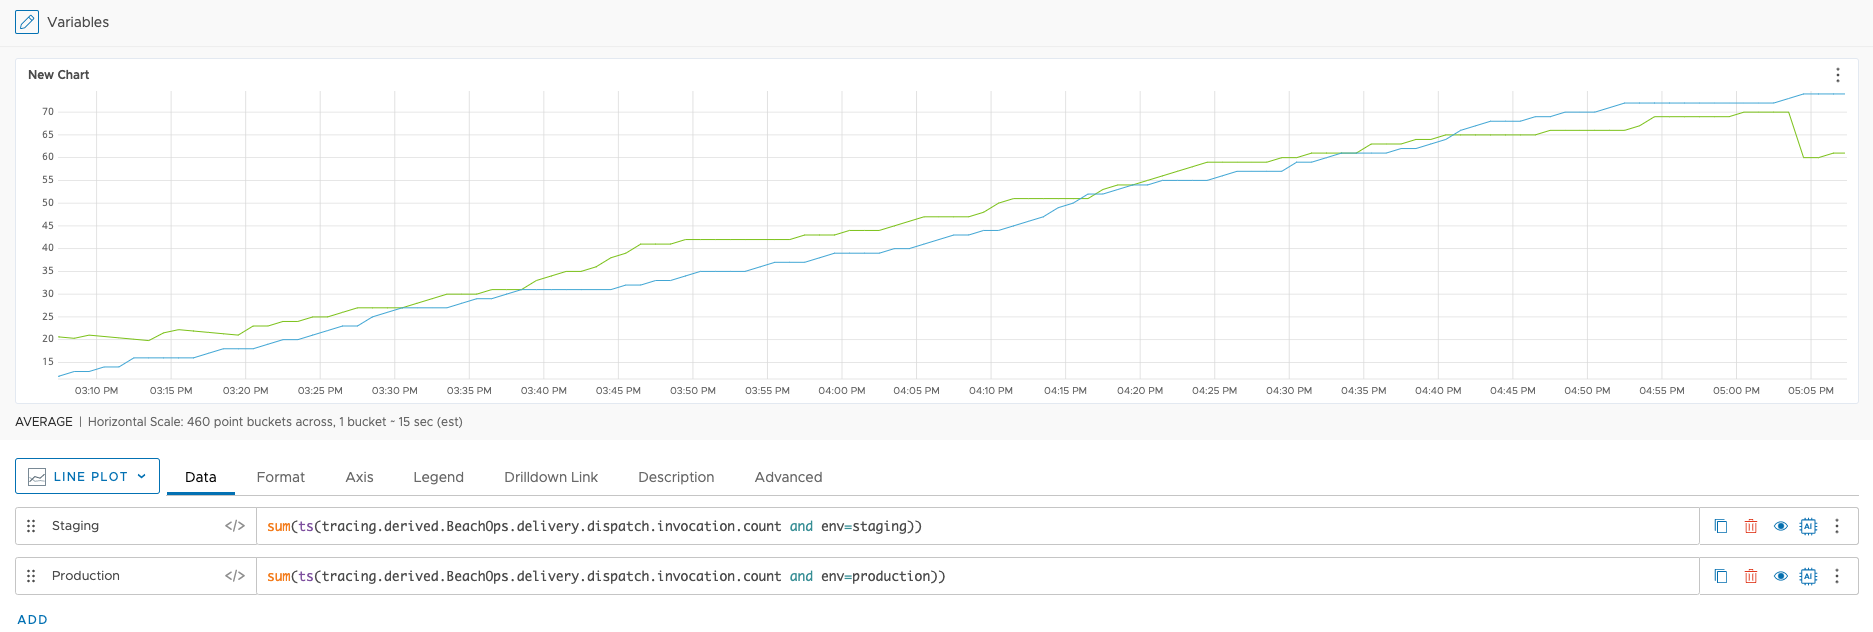 Variables
New Chart
70
65
60
55
50
45
40
35
30
25
20
15
03:10 PM 03:15 PM 03:20 PM 03:25 PM 03:30 PM 03:35 PM 03:40 PM 03:45 PM 03:50 PM 03:55 PM 04:00 PM 04:05 PM 04:10 PM 04:15 PM 04:20 PM 04:25 PM 04:30 PM 04:35 PM 04:40 PM 04:45 PM 04:50 PM 04:55 PM 05:00 PM 05:05 PM
AVERAGE | Horizontal Scale: 460 point buckets across, 1 bucket ~ 15 sec (est)
LINE PLOT Data Format Axis Legend Drilldown Link Description Advanced
Staging </> sum(ts(tracing.derived.BeachOps.delivery.dispatch.invocation.count and env=staging)) AI
Production </> sum(ts(tracing.derived.BeachOps.delivery.dispatch.invocation.count and env=production)) AI
ADD